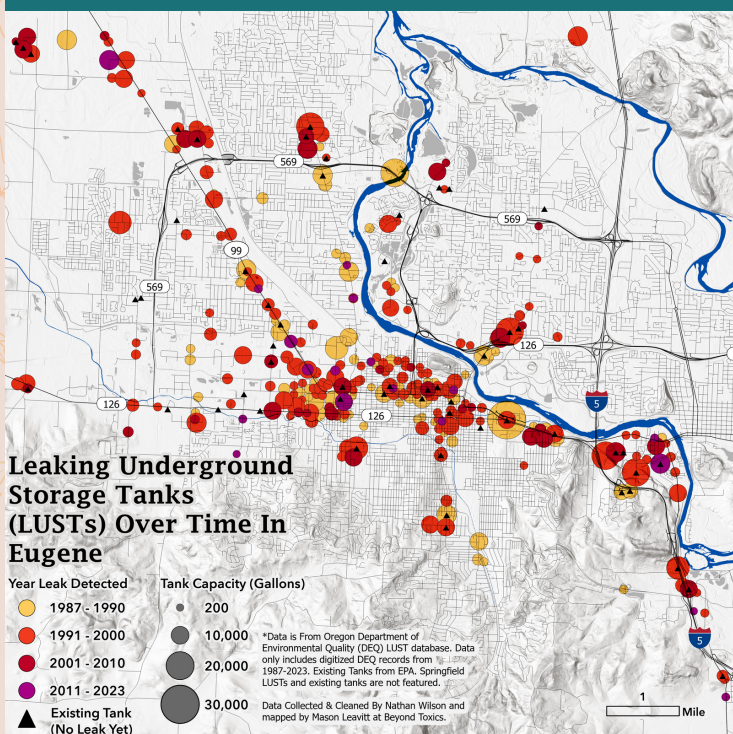 569
569
99
569
126
5
126
126
Leaking Underground
Storage Tanks
(LUSTs) Over Time In
Eugene
Year Leak Detected
1987 - 1990
1991 - 2000
2001 - 2010
2011 - 2023
Existing Tank
(No Leak Yet)
Tank Capacity (Gallons)
200
10,000
20,000
30,000
*Data is From Oregon Department of
Environmental Quality (DEQ) LUST database. Data
only includes digitized DEQ records from
1987-2023. Existing Tanks from EPA. Springfield
LUSTs and existing tanks are not featured.
Data Collected & Cleaned By Nathan Wilson and
mapped by Mason Leavitt at Beyond Toxics.
5
1
Mile